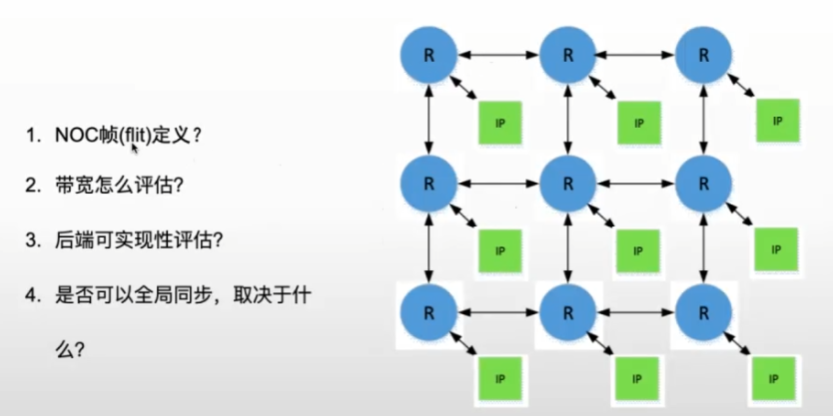 1. NOC帧(flit)定义？
2. 带宽怎么评估?
3. 后端可实现性评估?
4. 是否可以全局同步，取决于什
么?
R R R
IP IP IP
R R R
IP IP IP
R R R
IP IP IP